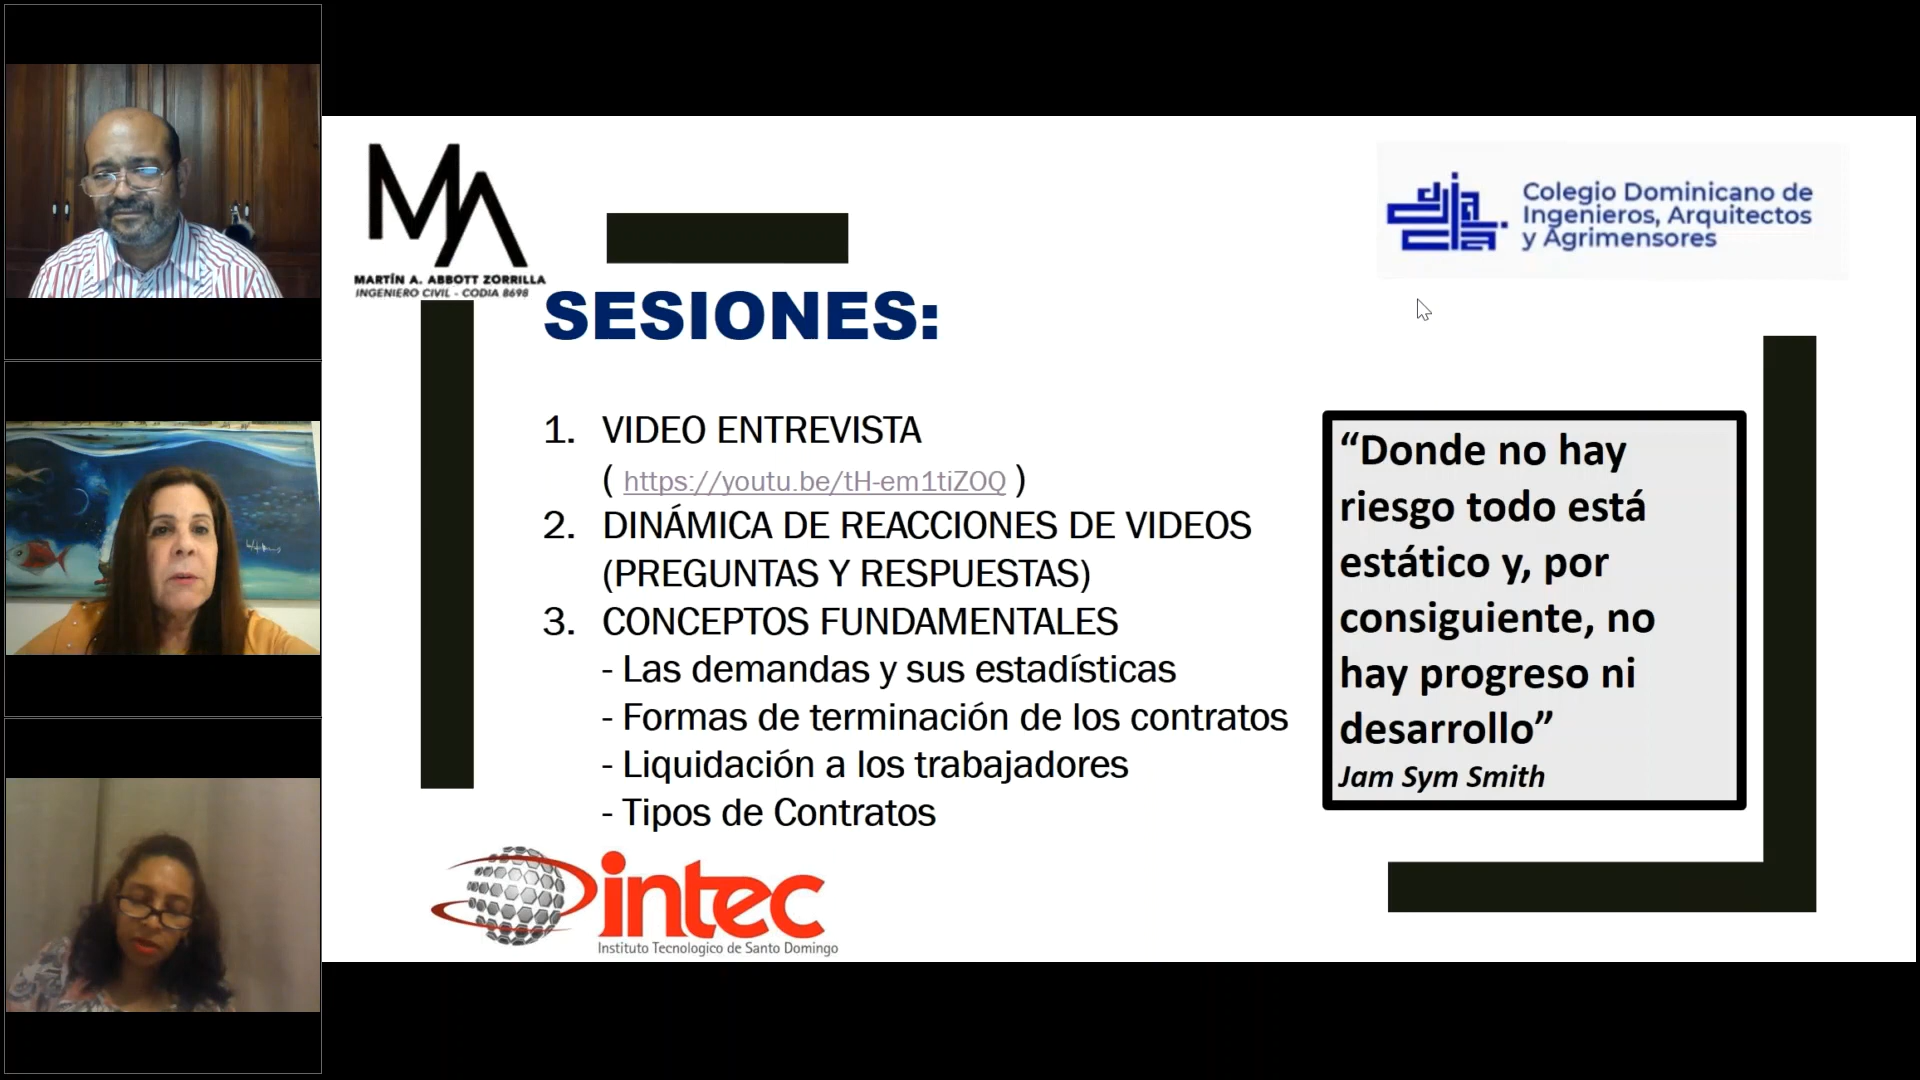 MARTÍN A. ABBOTT ZORRILLA
INGENIERO CIVIL - CODIA 8698
Colegio Dominicano de
Ingenieros, Arquitectos
y Agrimensores
SESIONES:
1. VIDEO ENTREVISTA
( https://youtu.be/tH-em1tiZOQ )
2. DINÁMICA DE REACCIONES DE VIDEOS
(PREGUNTAS Y RESPUESTAS)
3. CONCEPTOS FUNDAMENTALES
- Las demandas y sus estadísticas
- Formas de terminación de los contratos
- Liquidación a los trabajadores
- Tipos de Contratos
“Donde no hay
riesgo todo está
estático y, por
consiguiente, no
hay progreso ni
desarrollo”
Jam Sym Smith
intec
Instituto Tecnologico de Santo Domingo